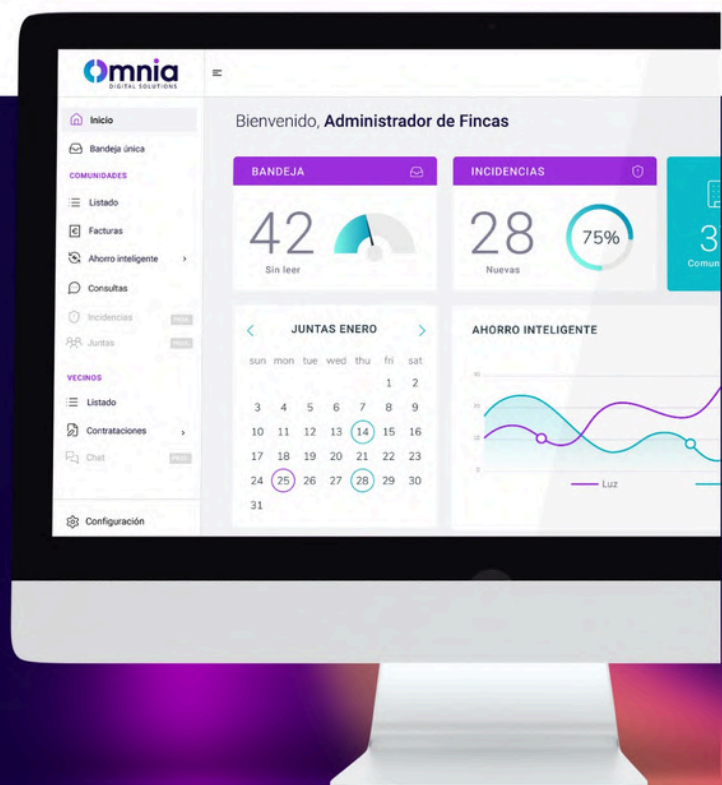 Omnia
DIGITAL SOLUTIONS
Inicio
Bandeja única
COMUNIDADES
Listado
Facturas
Ahorro inteligente
Consultas
Incidencias
Juntas
VECINOS
Listado
Contrataciones
Chat
Configuración
Bienvenido, Administrador de Fincas
BANDEJA
42
Sin leer
INCIDENCIAS
28
Nuevas
75%
JUNTAS ENERO
sun mon tue wed thu fri sat
1 2
3 4 5 6 7 8 9
10 11 12 13 14 15 16
17 18 19 20 21 22 23
24 25 26 27 28 29 30
31
AHORRO INTELIGENTE
Luz